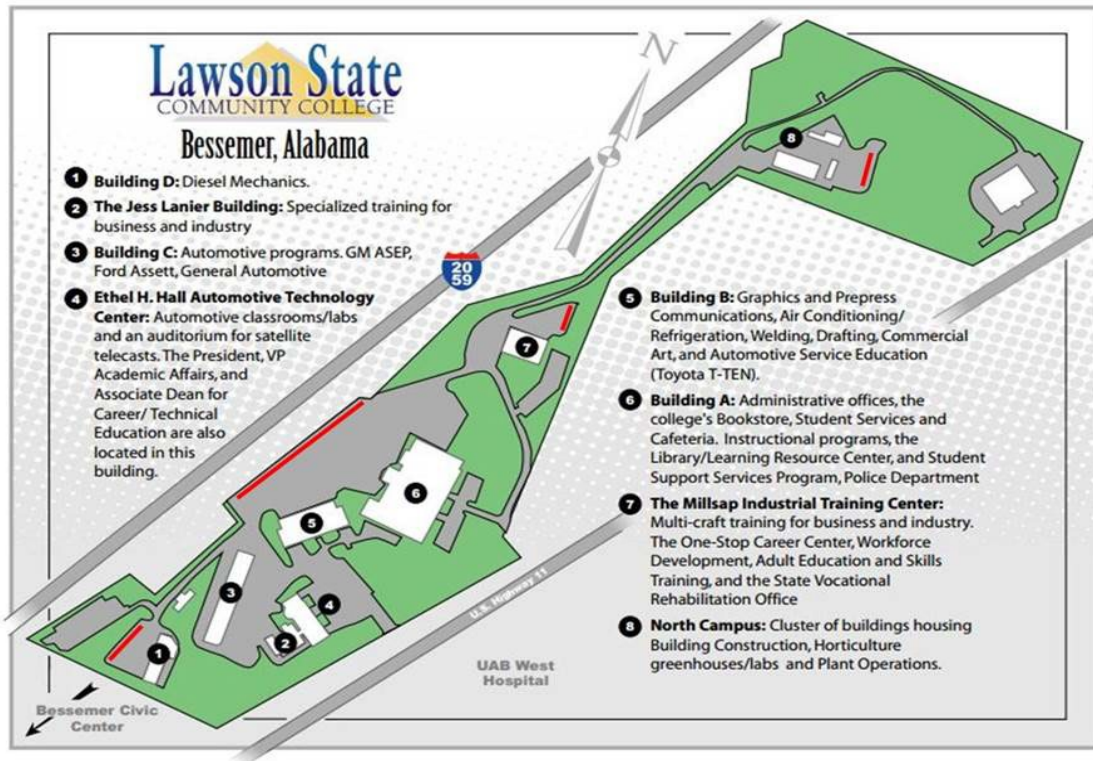 Lawson State
COMMUNITY COLLEGE
Bessemer, Alabama
1 Building D: Diesel Mechanics.
2 The Jess Lanier Building: Specialized training for
business and industry
3 Building C: Automotive programs. GM ASEP,
Ford Assett, General Automotive
4 Ethel H. Hall Automotive Technology
Center: Automotive classrooms/labs
and an auditorium for satellite
telecasts. The President, VP
Academic Affairs, and
Associate Dean for
Career/ Technical
Education are also
located in this
building.
N
20
59
8
7
6
5
3
4
2
1
5 Building B: Graphics and Prepress
Communications, Air Conditioning/
Refrigeration, Welding, Drafting, Commercial
Art, and Automotive Service Education
(Toyota T-TEN).
6 Building A: Administrative offices, the
college's Bookstore, Student Services and
Cafeteria. Instructional programs, the
Library/Learning Resource Center, and Student
Support Services Program, Police Department
7 The Millsap Industrial Training Center:
Multi-craft training for business and industry.
The One-Stop Career Center, Workforce
Development, Adult Education and Skills
Training, and the State Vocational
Rehabilitation Office
8 North Campus: Cluster of buildings housing
Building Construction, Horticulture
greenhouses/labs and Plant Operations.
U.S. Highway 11
UAB West
Hospital
Bessemer Civic
Center